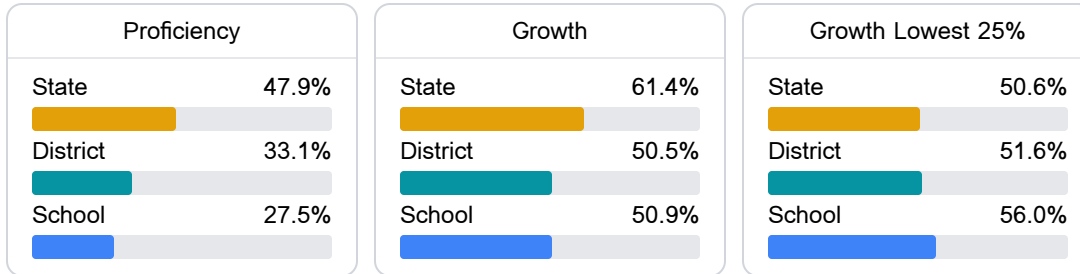 Proficiency
State 47.9%
District 33.1%
School 27.5%
Growth
State 61.4%
District 50.5%
School 50.9%
Growth Lowest 25%
State 50.6%
District 51.6%
School 56.0%